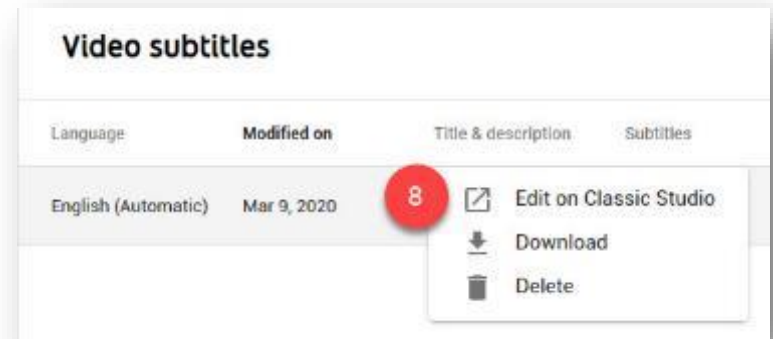 Video subtitles
Language Modified on Title & description Subtitles
English (Automatic) Mar 9, 2020
8 Edit on Classic Studio
Download
Delete